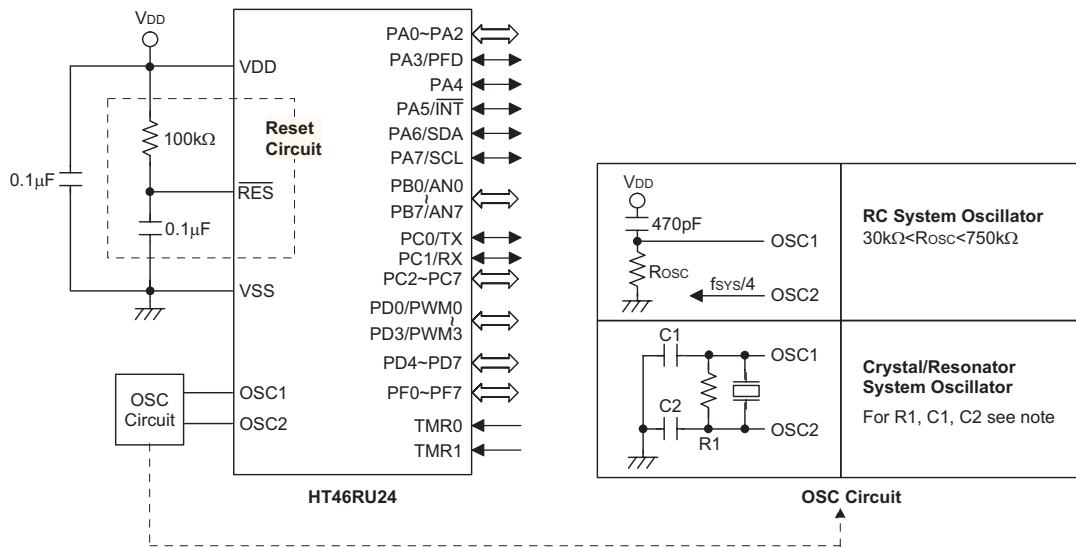 VDD
VDD
100kΩ
Reset
Circuit
0.1µF
RES
0.1µF
VSS
OSC
Circuit
OSC1
OSC2
PA0~PA2
PA3/PFD
PA4
PA5/INT
PA6/SDA
PA7/SCL
PB0/AN0
~
PB7/AN7
PC0/TX
PC1/RX
PC2~PC7
PD0/PWM0
~
PD3/PWM3
PD4~PD7
PF0~PF7
TMR0
TMR1
HT46RU24
VDD
470pF
OSC1
ROSC
fSYS/4
OSC2
RC System Oscillator
30kΩ<ROSC<750kΩ
C1
OSC1
C2
R1
OSC2
Crystal/Resonator
System Oscillator
For R1, C1, C2 see note
OSC Circuit